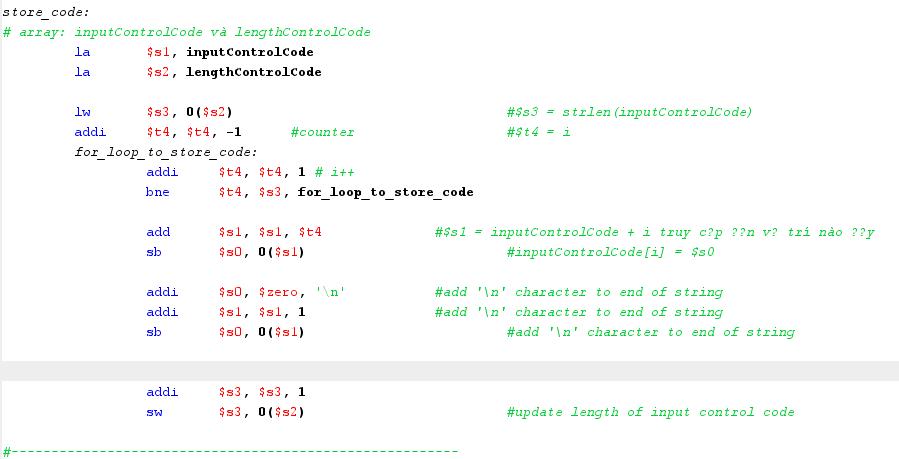 store_code:
# array: inputControlCode và lengthControlCode
la $s1, inputControlCode
la $s2, lengthControlCode
lw $s3, 0($s2) #$s3 = strlen(inputControlCode)
addi $t4, $t4, -1 #counter #$t4 = i
for_loop_to_store_code:
addi $t4, $t4, 1 # i++
bne $t4, $s3, for_loop_to_store_code
add $s1, $s1, $t4 #$s1 = inputControlCode + i truy c?p ??n v? trí nào ??y
sb $s0, 0($s1) #inputControlCode[i] = $s0
addi $s0, $zero, '\n' #add '\n' character to end of string
addi $s1, $s1, 1 #add '\n' character to end of string
sb $s0, 0($s1) #add '\n' character to end of string
addi $s3, $s3, 1
sw $s3, 0($s2) #update length of input control code
#--------------------------------------------------------